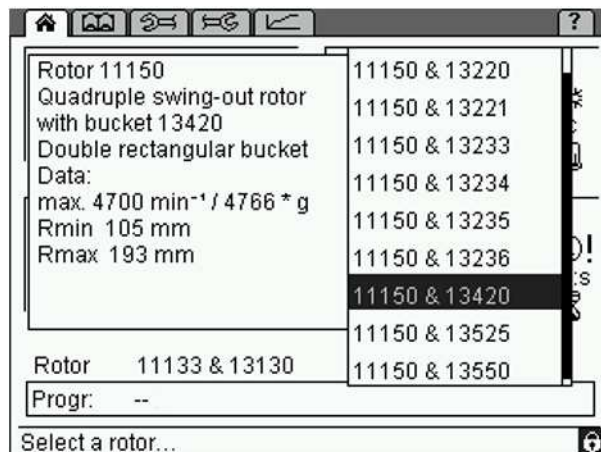 ?
Rotor 11150
Quadruple swing-out rotor
with bucket 13420
Double rectangular bucket
Data:
max. 4700 min⁻¹ / 4766 * g
Rmin 105 mm
Rmax 193 mm
11150 & 13220
11150 & 13221
11150 & 13233
11150 & 13234
11150 & 13235
11150 & 13236
11150 & 13420
11150 & 13525
11150 & 13550
Rotor 11133 & 13130
Progr: --
Select a rotor...